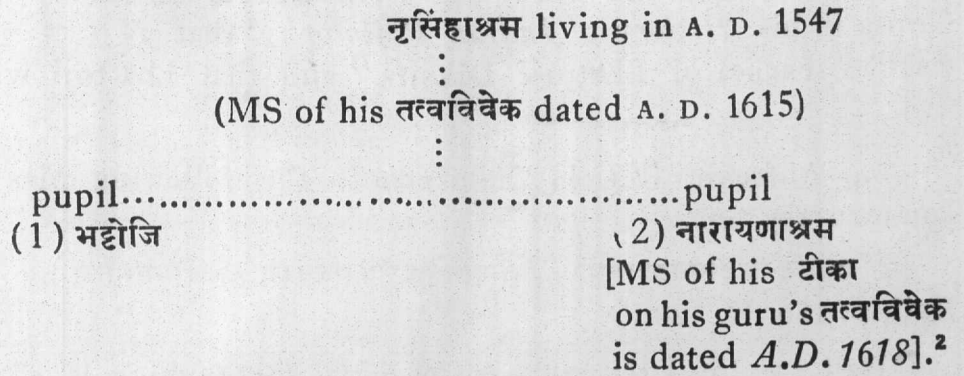 नृसिंहाश्रम living in A. D. 1547
(MS of his तत्वविवेक dated A. D. 1615)
pupil.............................................pupil
(1) भट्टोजि (2) नारायणाश्रम
[MS of his टीका
on his guru's तत्वविवेक
is dated A.D. 1618].²